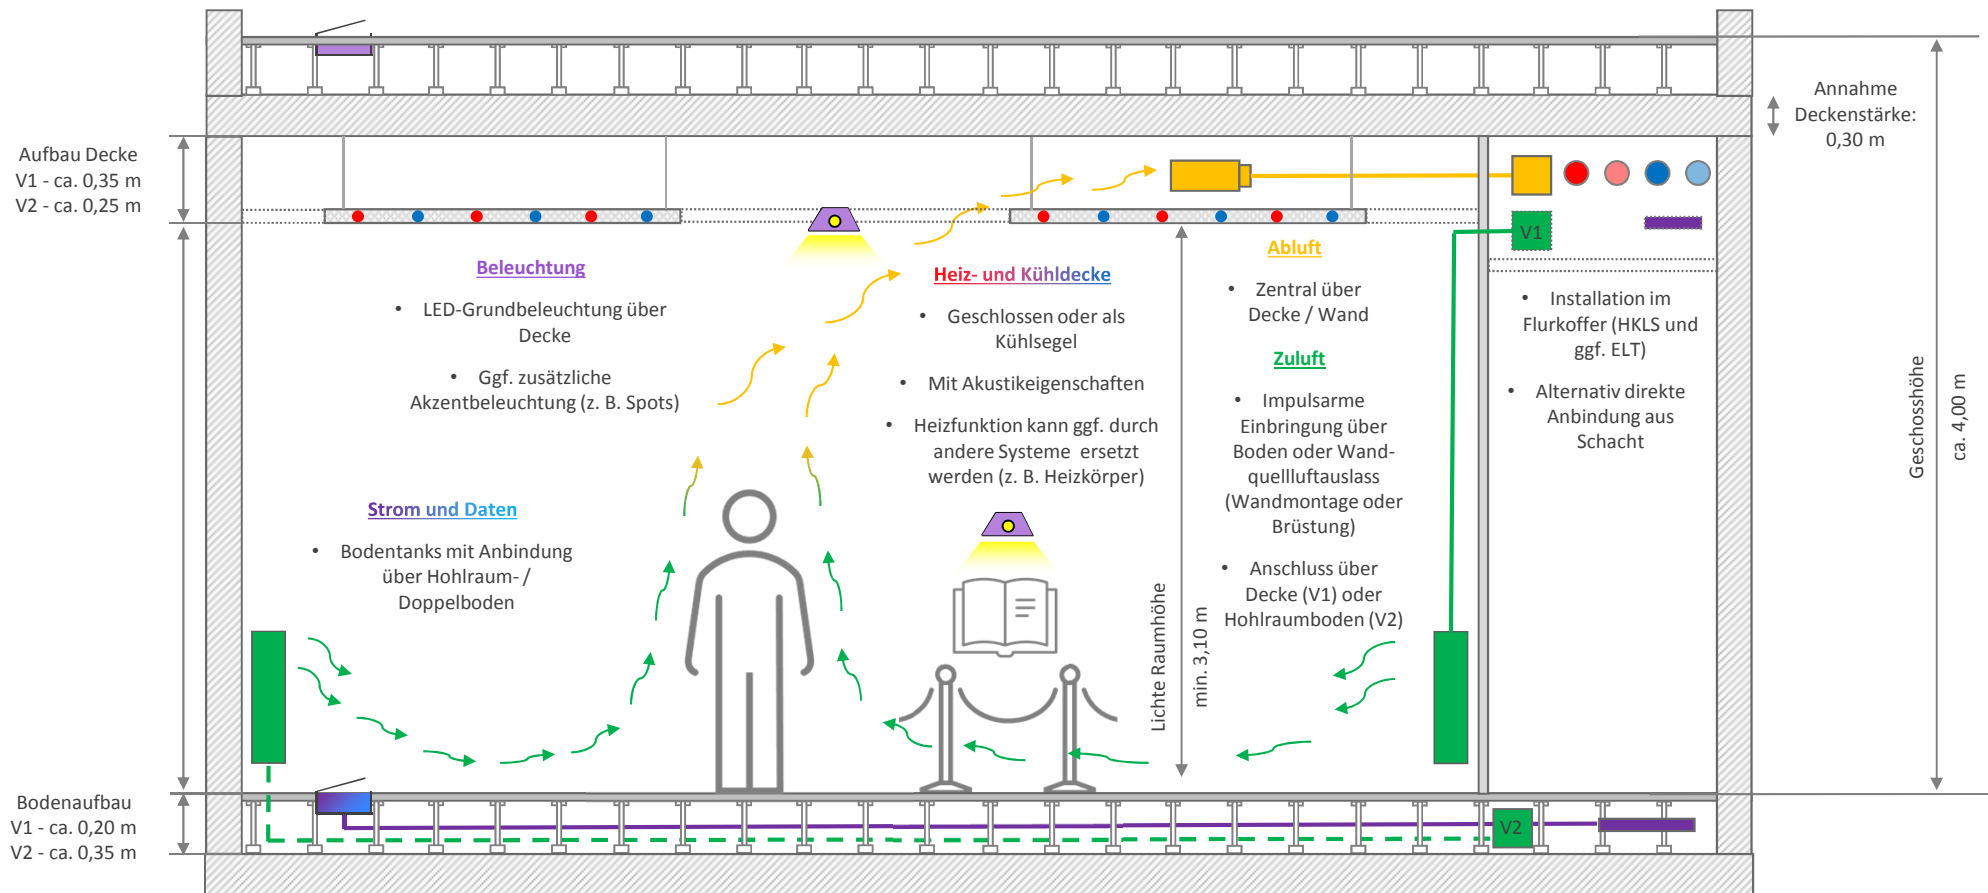 Annahme
Deckenstärke:
0,30 m
Aufbau Decke
V1 - ca. 0,35 m
V2 - ca. 0,25 m
V1
Beleuchtung
• LED-Grundbeleuchtung über
Decke
• Ggf. zusätzliche
Akzentbeleuchtung (z. B. Spots)
Heiz- und Kühldecke
• Geschlossen oder als
Kühlsegel
• Mit Akustikeigenschaften
• Heizfunktion kann ggf. durch
andere Systeme ersetzt
werden (z. B. Heizkörper)
Abluft
• Zentral über
Decke / Wand
Zuluft
• Impulsarme
Einbringung über
Boden oder Wand-
quellluftauslass
(Wandmontage oder
Brüstung)
• Anschluss über
Decke (V1) oder
Hohlraumboden (V2)
• Installation im
Flurkoffer (HKLS und
ggf. ELT)
• Alternativ direkte
Anbindung aus
Schacht
Geschosshöhe
ca. 4,00 m
Strom und Daten
• Bodentanks mit Anbindung
über Hohlraum- /
Doppelboden
Lichte Raumhöhe
min. 3,10 m
Bodenaufbau
V1 - ca. 0,20 m
V2 - ca. 0,35 m
V2